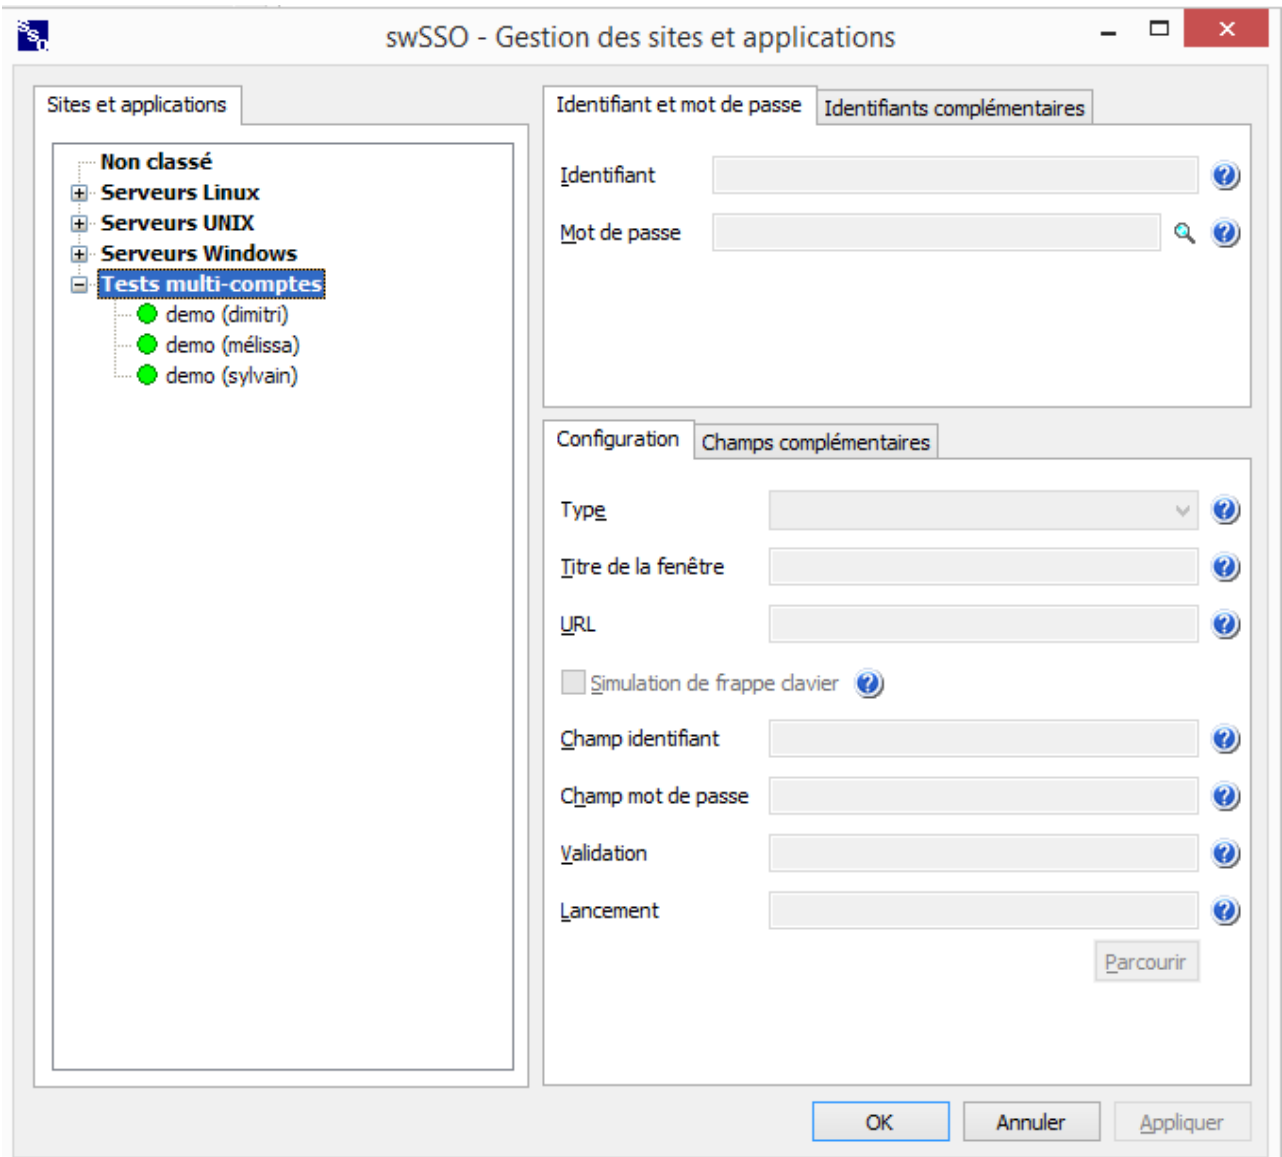 swSSO - Gestion des sites et applications
Sites et applications
Non classé
Serveurs Linux
Serveurs UNIX
Serveurs Windows
Tests multi-comptes
demo (dimitri)
demo (mélissa)
demo (sylvain)
Identifiant et mot de passe
Identifiants complémentaires
Identifiant
Mot de passe
Configuration
Champs complémentaires
Type
Titre de la fenêtre
URL
Simulation de frappe clavier
Champ identifiant
Champ mot de passe
Validation
Lancement
Parcourir
OK
Annuler
Appliquer